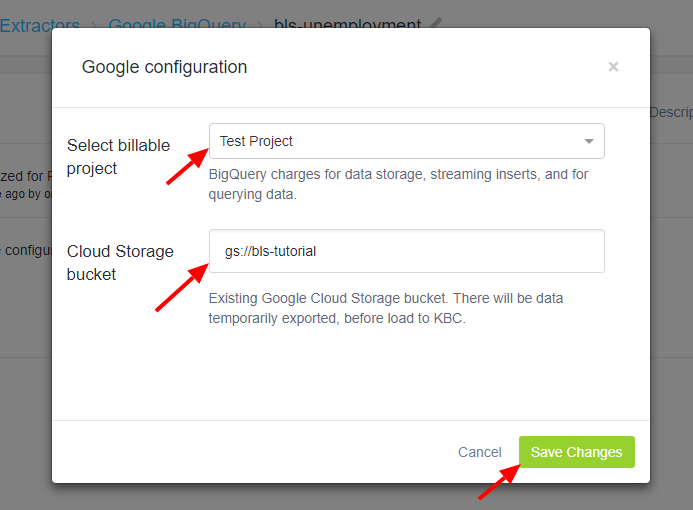 Extractors > Google BigQuery > bls-unemployment
Google configuration ×
Descrip
Select billable
project
Test Project
BigQuery charges for data storage, streaming inserts, and for
querying data.
zed for
ago by
Cloud Storage
bucket
gs://bls-tutorial
e configu
Existing Google Cloud Storage bucket. There will be data
temporarily exported, before load to KBC.
Cancel
Save Changes